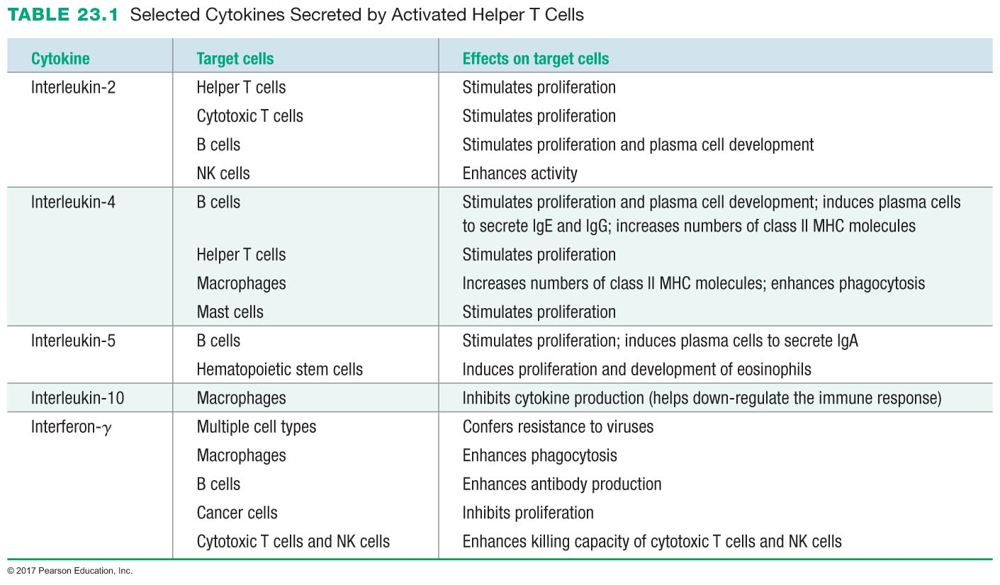 TABLE 23.1 Selected Cytokines Secreted by Activated Helper T Cells
Cytokine Target cells Effects on target cells
Interleukin-2 Helper T cells Stimulates proliferation
Cytotoxic T cells Stimulates proliferation
B cells Stimulates proliferation and plasma cell development
NK cells Enhances activity
Interleukin-4 B cells Stimulates proliferation and plasma cell development; induces plasma cells
to secrete IgE and IgG; increases numbers of class II MHC molecules
Helper T cells Stimulates proliferation
Macrophages Increases numbers of class II MHC molecules; enhances phagocytosis
Mast cells Stimulates proliferation
Interleukin-5 B cells Stimulates proliferation; induces plasma cells to secrete IgA
Hematopoietic stem cells Induces proliferation and development of eosinophils
Interleukin-10 Macrophages Inhibits cytokine production (helps down-regulate the immune response)
Interferon-γ Multiple cell types Confers resistance to viruses
Macrophages Enhances phagocytosis
B cells Enhances antibody production
Cancer cells Inhibits proliferation
Cytotoxic T cells and NK cells Enhances killing capacity of cytotoxic T cells and NK cells
© 2017 Pearson Education, Inc.